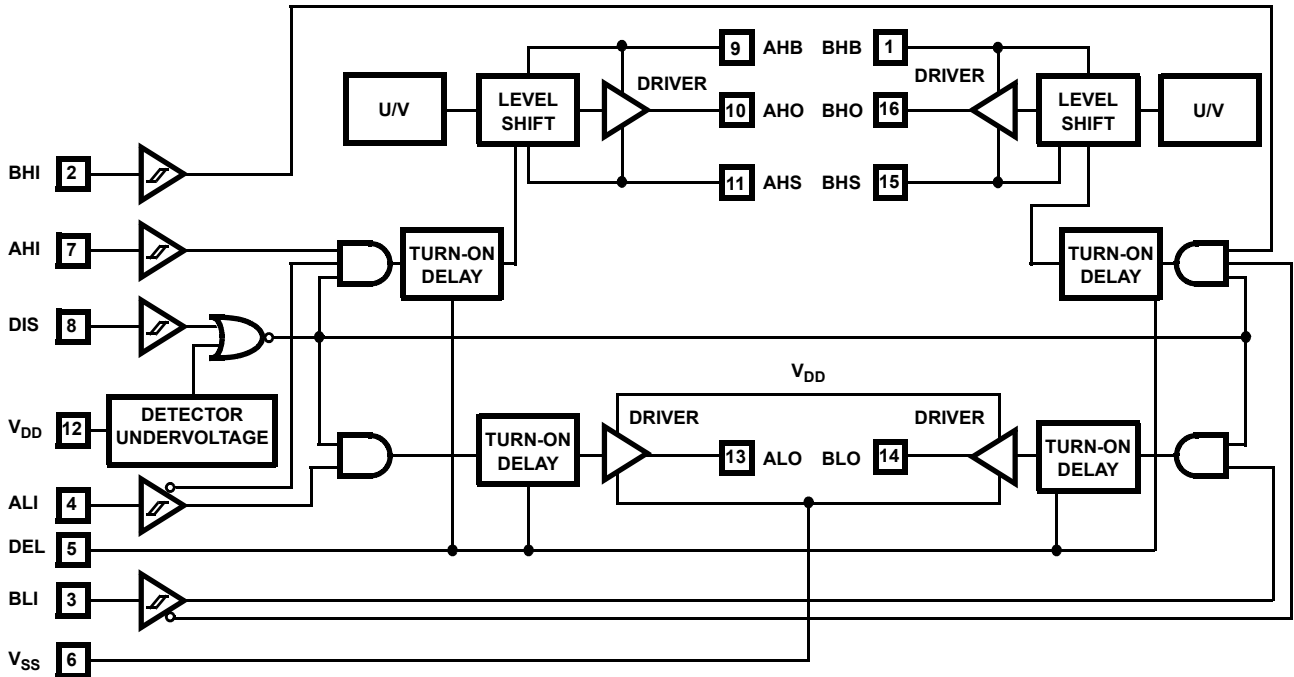 9 AHB BHB 1
DRIVER DRIVER
U/V LEVEL SHIFT 10 AHO BHO 16 LEVEL SHIFT U/V
BHI 2 11 AHS BHS 15
AHI 7 TURN-ON DELAY TURN-ON DELAY
DIS 8
VDD
DRIVER DRIVER
VDD 12 DETECTOR UNDERVOLTAGE TURN-ON DELAY 13 ALO BLO 14 TURN-ON DELAY
ALI 4
DEL 5
BLI 3
VSS 6